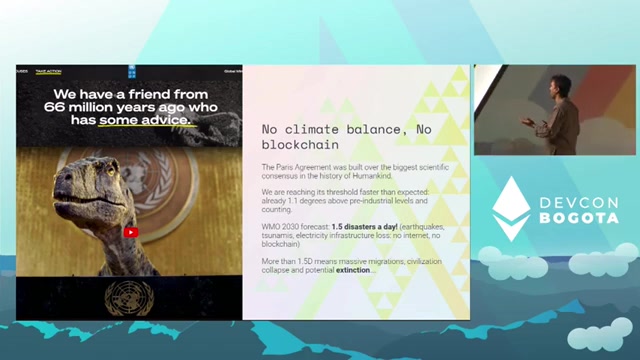 TAKE ACTION
We have a friend from
66 million years ago who
has some advice.
No climate balance, No
blockchain
The Paris Agreement was built over the biggest scientific
consensus in the history of Humankind.
We are reaching its threshold faster than expected:
already 1.1 degrees above pre-industrial levels and
counting.
WMO 2030 forecast: 1.5 disasters a day! (earthquakes,
tsunamis, electricity infrastructure loss: no internet, no
blockchain)
More than 1.5D means massive migrations, civilization
collapse and potential extinction...
DEVCON
BOGOTA